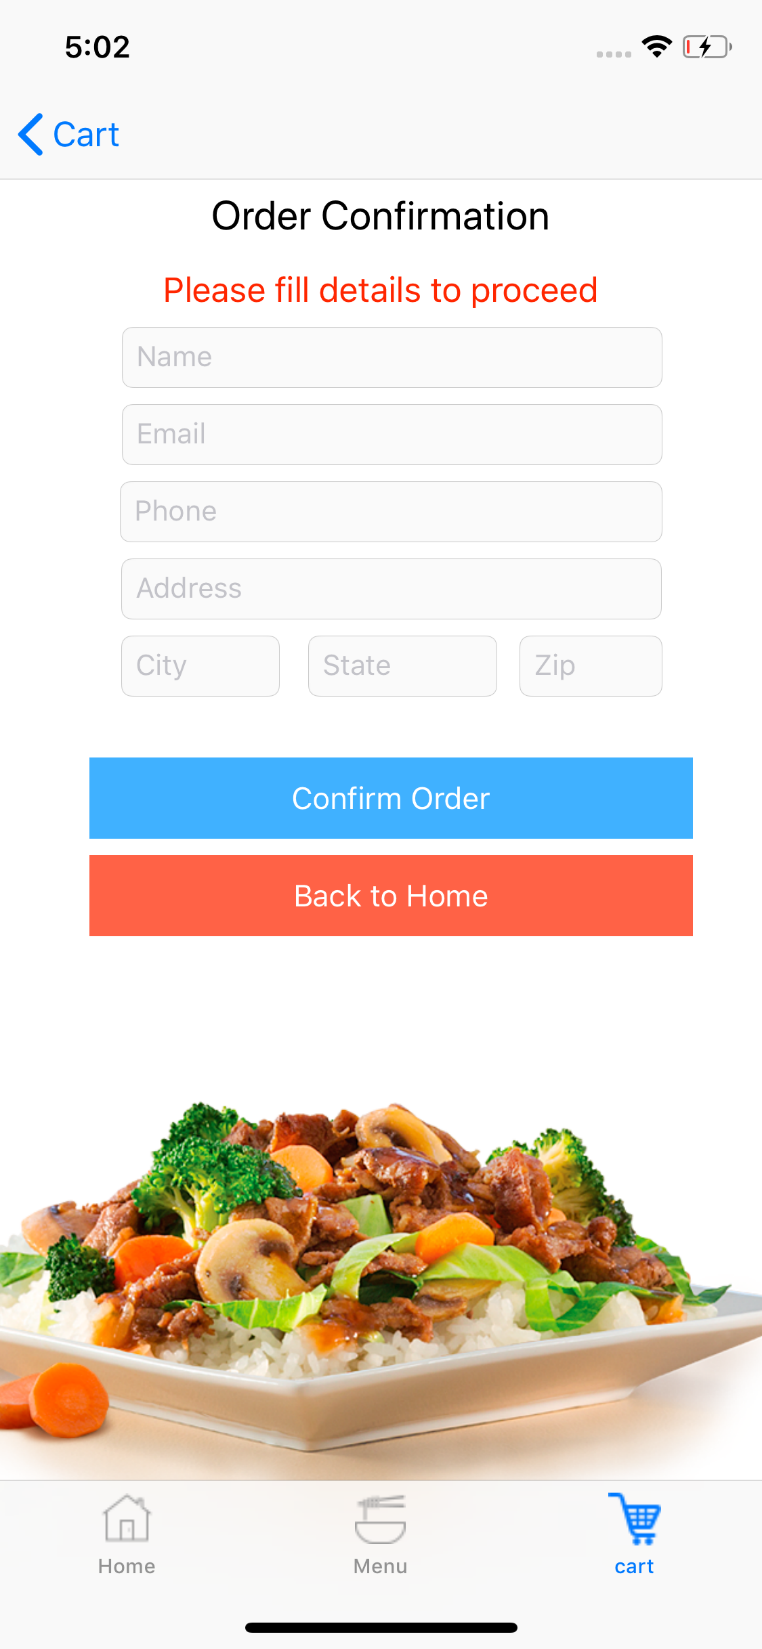 5:02
Cart
Order Confirmation
Please fill details to proceed
Name
Email
Phone
Address
City State Zip
Confirm Order
Back to Home
Home Menu cart